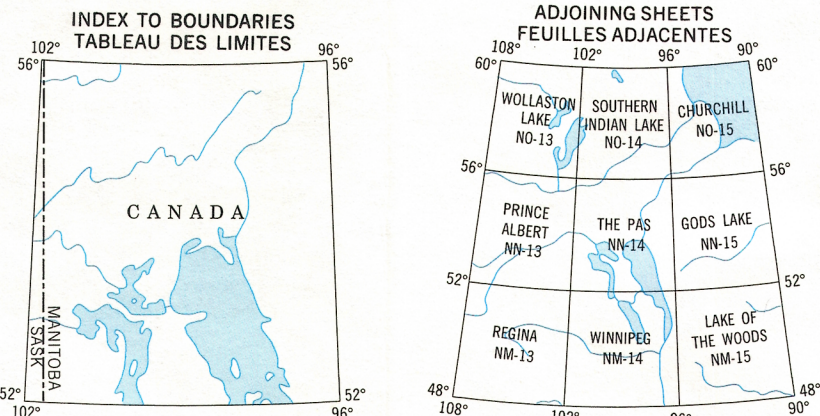 INDEX TO BOUNDARIES
TABLEAU DES LIMITES
102°
96°
56°
56°
CANADA
MANITOBA
SASK
52°
52°
102°
96°
ADJOINING SHEETS
FEUILLES ADJACENTES
108°
102°
96°
90°
60°
60°
WOLLASTON
LAKE
NO-13
SOUTHERN
INDIAN LAKE
NO-14
CHURCHILL
NO-15
56°
56°
PRINCE
ALBERT
NN-13
THE PAS
NN-14
GODS LAKE
NN-15
52°
52°
REGINA
NM-13
WINNIPEG
NM-14
LAKE OF
THE WOODS
NM-15
48°
48°
108°
102°
96°
90°